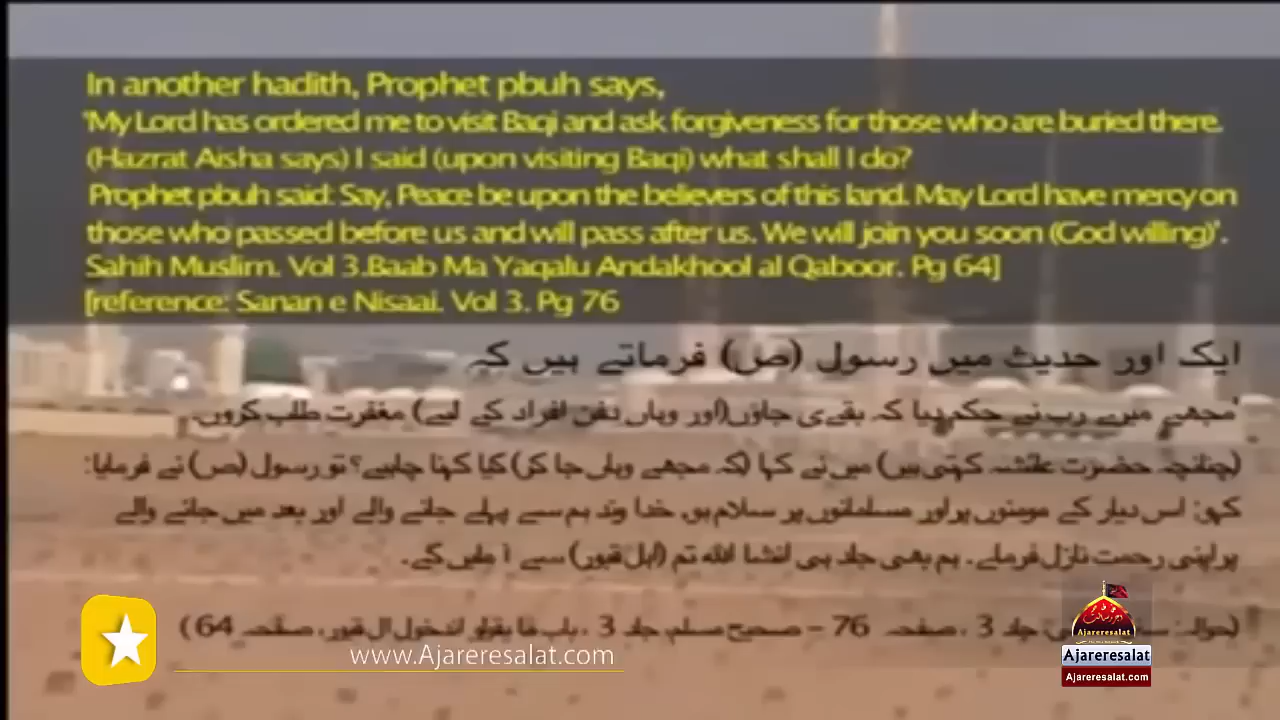 In another hadith, Prophet pbuh says,
'My Lord has ordered me to visit Baqi and ask forgiveness for those who are buried there.
(Hazrat Aisha says) I said (upon visiting Baqi) what shall I do?
Prophet pbuh said: Say, Peace be upon the believers of this land. May Lord have mercy on
those who passed before us and will pass after us. We will join you soon (God willing)'.
Sahih Muslim. Vol 3.Baab Ma Yaqalu Andakhool al Qaboor. Pg 64]
[reference: Sanan e Nisaai. Vol 3. Pg 76
ایک اور حدیث میں رسول (ص) فرماتے ہیں کہ
'مجھے میرے رب نے حکم دیا کہ بقے ی جاؤں(اور وہاں دفن افراد کے لیے) مغفرت طلب کروں۔
(چنانچہ حضرت عائشہ کہتی ہیں) میں نے کہا (کہ مجھے وہاں جا کر) کیا کہنا چاہیے؟ تو رسول (ص) نے فرمایا:
کہو: اس دیار کے مومنوں پر اور مسلمانوں پر سلام ہو، خدا وند ہم سے پہلے جانے والے اور بعد میں جانے والے
پر اپنی رحمت نازل فرملے۔ ہم بھی جلد ہی انشا اللہ تم (اہل قبور) سے آ ملیں گے۔
(حوالہ: جلد 3 ، صفحہ 76 – صحیح مسلم، جلد 3 ، باب ما یقلو اندخول ال قبور، صفحہ 64 )
www.Ajareresalat.com
Ajareresalat
Ajareresalat
Ajareresalat.com